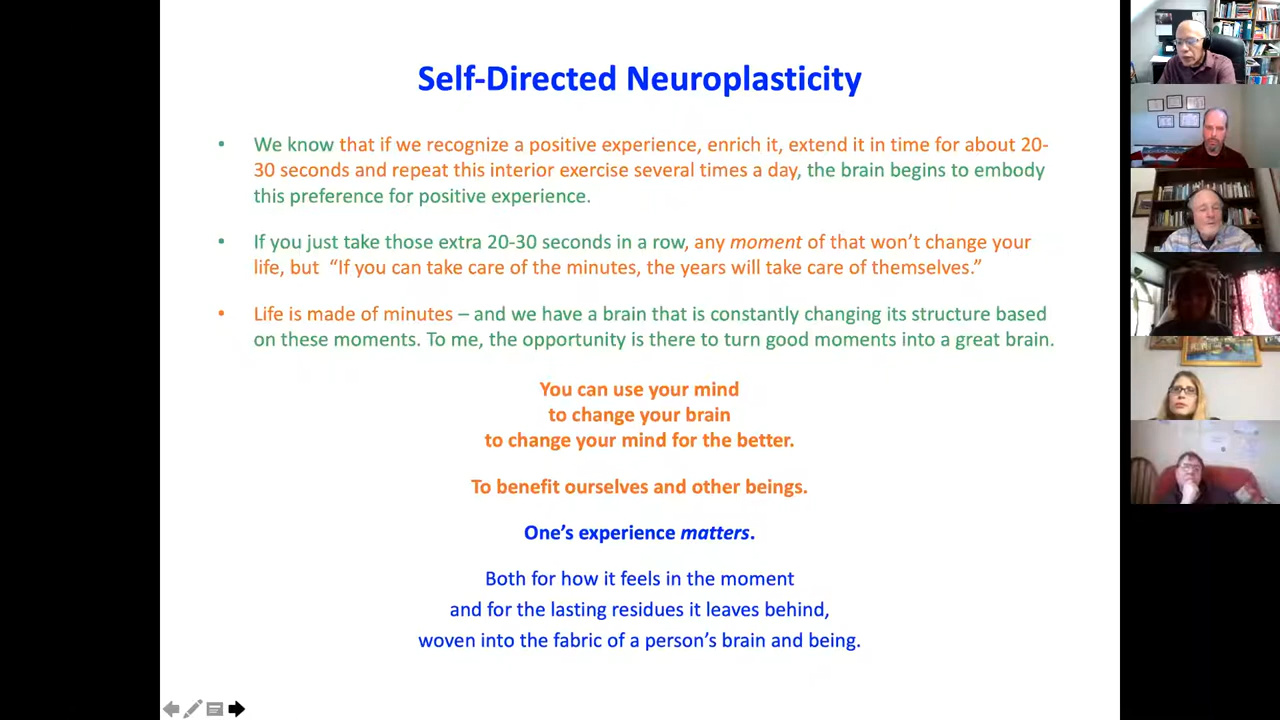 Self-Directed Neuroplasticity
• We know that if we recognize a positive experience, enrich it, extend it in time for about 20-
30 seconds and repeat this interior exercise several times a day, the brain begins to embody
this preference for positive experience.
• If you just take those extra 20-30 seconds in a row, any moment of that won’t change your
life, but “If you can take care of the minutes, the years will take care of themselves.”
• Life is made of minutes – and we have a brain that is constantly changing its structure based
on these moments. To me, the opportunity is there to turn good moments into a great brain.
You can use your mind
to change your brain
to change your mind for the better.
To benefit ourselves and other beings.
One’s experience matters.
Both for how it feels in the moment
and for the lasting residues it leaves behind,
woven into the fabric of a person’s brain and being.